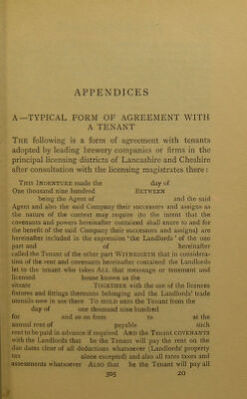 APPENDICES
A—TYPICAL FORM OF AGREEMENT WITH
A TENANT
THE following is a form of agreement with tenants
adopted by leading brewery companies or firms in the
principal licensing districts of Lancashire and Cheshire
after consultation with the licensing magistrates there:
THIS INDENTURE made the day of
One thousand nine hundred BETWEEN
being the Agent of and the said
Agent and also the said Company their successors and assigns as
the nature of the context may require (to the intent that the
covenants and powers hereinafter contained shall enure to and for
the benefit of the said Company their successors and assigns) are
hereinafter included in the expression "the Landlords" of the one
part and of hereinafter
called the Tenant of the other part WITNESSETH that in considera-
tion of the rent and covenants hereinafter contained the Landlords
let to the tenant who takes ALL that messuage or tenement and
licensed house known as the
situate TOGETHER with the use of the licences
fixtures and fittings thereunto belonging and the Landlords' trade
utensils now in use there TO HOLD unto the Tenant from the
day of one thousand nine hundred
for and so on from to at the
annual rent of payable such
rent to be paid in advance if required. AND the TENANT COVENANTS
with the Landlords that he the Tenant will pay the rent on the
due dates clear of all deductions whatsoever (Landlords' property
tax alone excepted) and also all rates taxes and
assessments whatsoever ALSO that he the Tenant will pay all
305 20